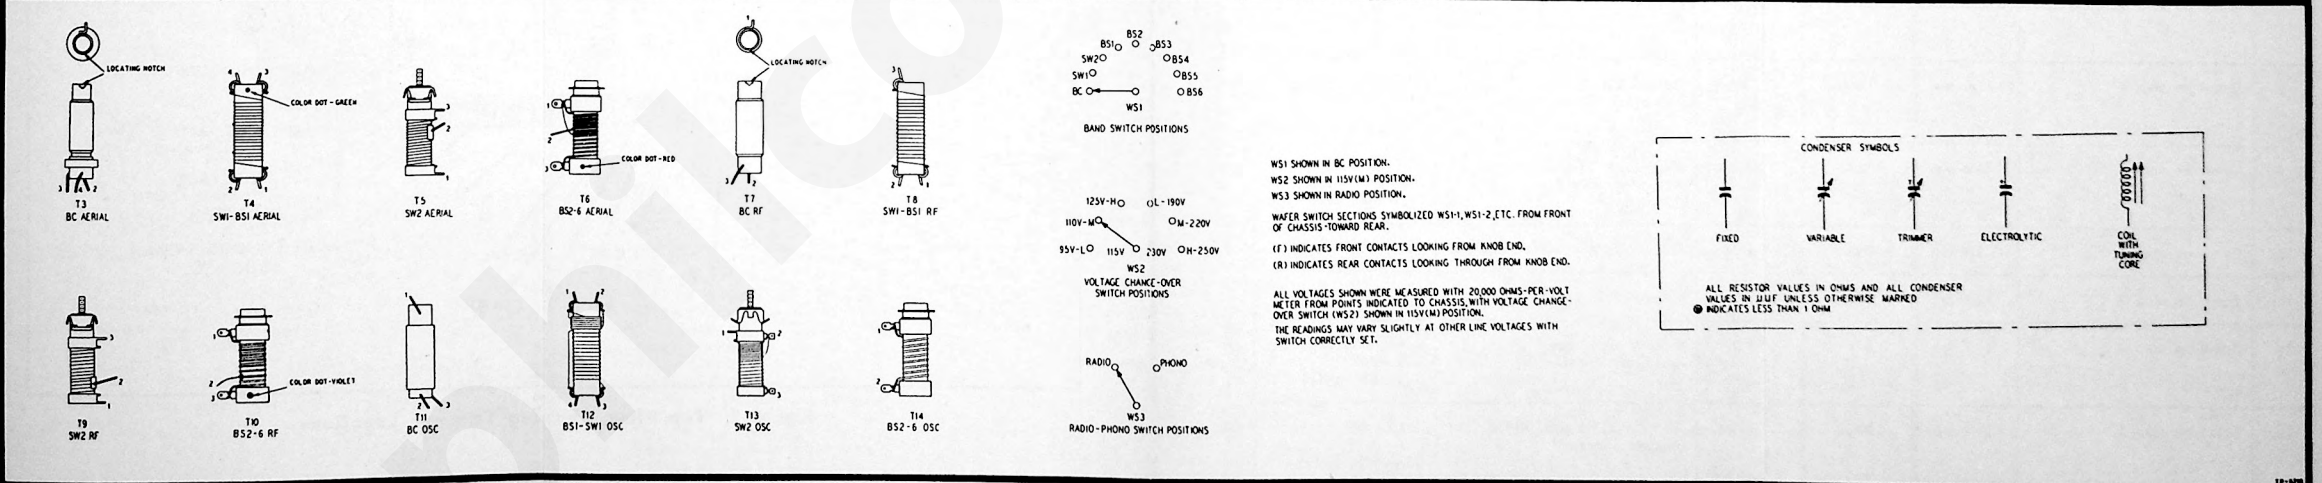 LOCATING NOTCH
3 2
T3
BC AERIAL
4 3
COLOR DOT-GREEN
2 1
T4
SW1-BS1 AERIAL
3
2
1
T5
SW2 AERIAL
1
2
3
COLOR DOT-RED
T6
BS2-6 AERIAL
1
LOCATING NOTCH
3 2
T7
BC RF
3
2 1
T8
SW1-BS1 RF
3
2
1
T9
SW2 RF
1
2
3
COLOR DOT-VIOLET
T10
BS2-6 RF
1
2 3
T11
BC OSC
1 2
4 3
T12
BS1-SW1 OSC
1 2
3
T13
SW2 OSC
1
2
T14
BS2-6 OSC
BS2
BS1 BS3
SW2 BS4
SW1 BS5
BC BS6
WS1
BAND SWITCH POSITIONS
125V-H L-190V
110V-M M-220V
95V-L 115V 230V H-250V
WS2
VOLTAGE CHANGE-OVER
SWITCH POSITIONS
RADIO PHONO
WS3
RADIO-PHONO SWITCH POSITIONS
WS1 SHOWN IN BC POSITION.
WS2 SHOWN IN 115V(M) POSITION.
WS3 SHOWN IN RADIO POSITION.
WAFER SWITCH SECTIONS SYMBOLIZED WS1-1, WS1-2, ETC. FROM FRONT
OF CHASSIS-TOWARD REAR.
(F) INDICATES FRONT CONTACTS LOOKING FROM KNOB END.
(R) INDICATES REAR CONTACTS LOOKING THROUGH FROM KNOB END.
ALL VOLTAGES SHOWN WERE MEASURED WITH 20,000 OHMS-PER-VOLT
METER FROM POINTS INDICATED TO CHASSIS, WITH VOLTAGE CHANGE-
OVER SWITCH (WS2) SHOWN IN 115V(M) POSITION.
THE READINGS MAY VARY SLIGHTLY AT OTHER LINE VOLTAGES WITH
SWITCH CORRECTLY SET.
CONDENSER SYMBOLS
FIXED
VARIABLE
TRIMMER
ELECTROLYTIC
COIL
WITH
TUNING
CORE
ALL RESISTOR VALUES IN OHMS AND ALL CONDENSER
VALUES IN UUF UNLESS OTHERWISE MARKED
INDICATES LESS THAN 1 OHM
philco